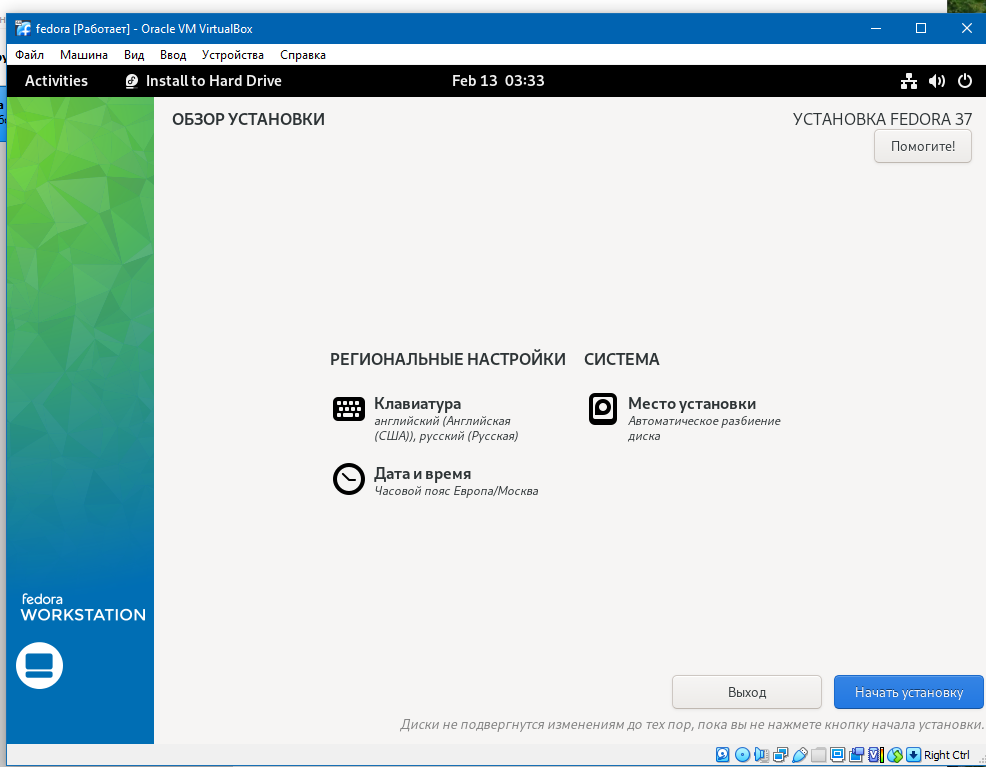 fedora [Работает] - Oracle VM VirtualBox
Файл Машина Вид Ввод Устройства Справка
Activities Install to Hard Drive Feb 13 03:33
ОБЗОР УСТАНОВКИ
УСТАНОВКА FEDORA 37
Помогите!
РЕГИОНАЛЬНЫЕ НАСТРОЙКИ
Клавиатура
английский (Английская
(США)), русский (Русская)
Дата и время
Часовой пояс Европа/Москва
СИСТЕМА
Место установки
Автоматическое разбиение
диска
fedora
WORKSTATION
Выход
Начать установку
Диски не подвергнутся изменениям до тех пор, пока вы не нажмете кнопку начала установки.
Right Ctrl